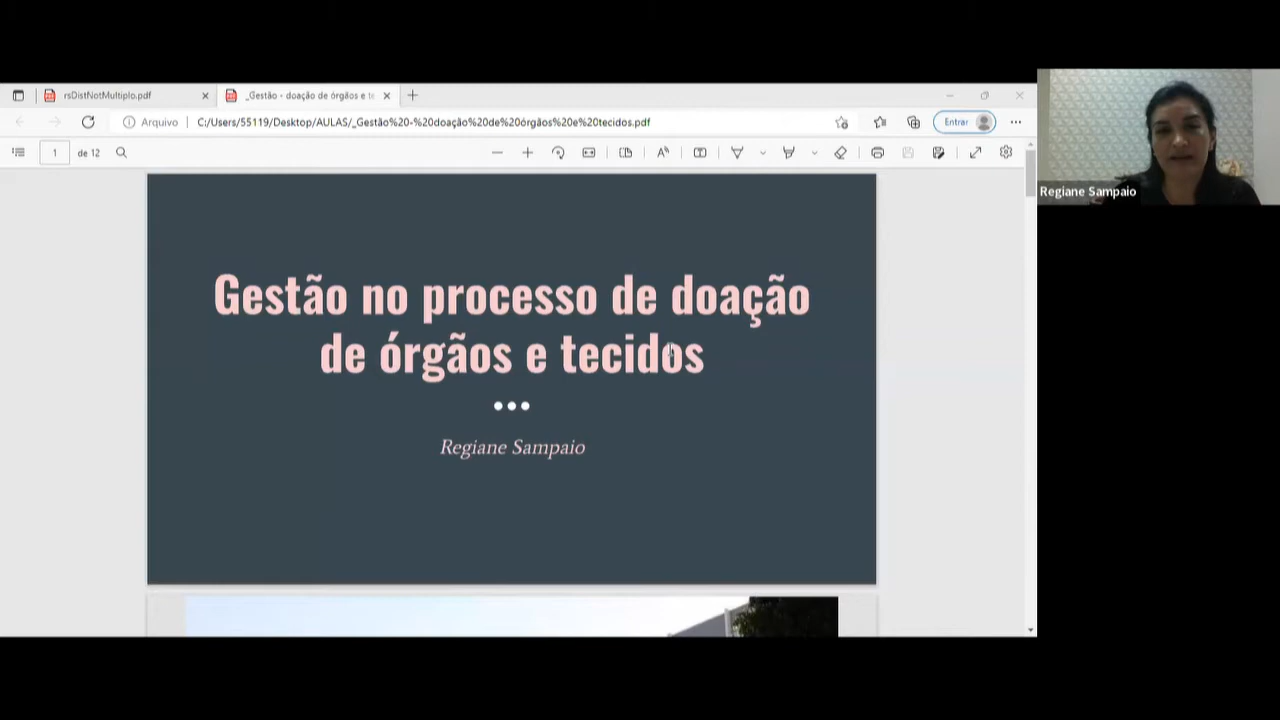 rsDistNotMultiplo.pdf
_Gestão - doação de órgãos e te
Arquivo
C:/Users/55119/Desktop/AULAS/_Gestão%20-%20doação%20de%20órgãos%20e%20tecidos.pdf
Entrar
1
de 12
Regiane Sampaio
Gestão no processo de doação
de órgãos e tecidos
Regiane Sampaio